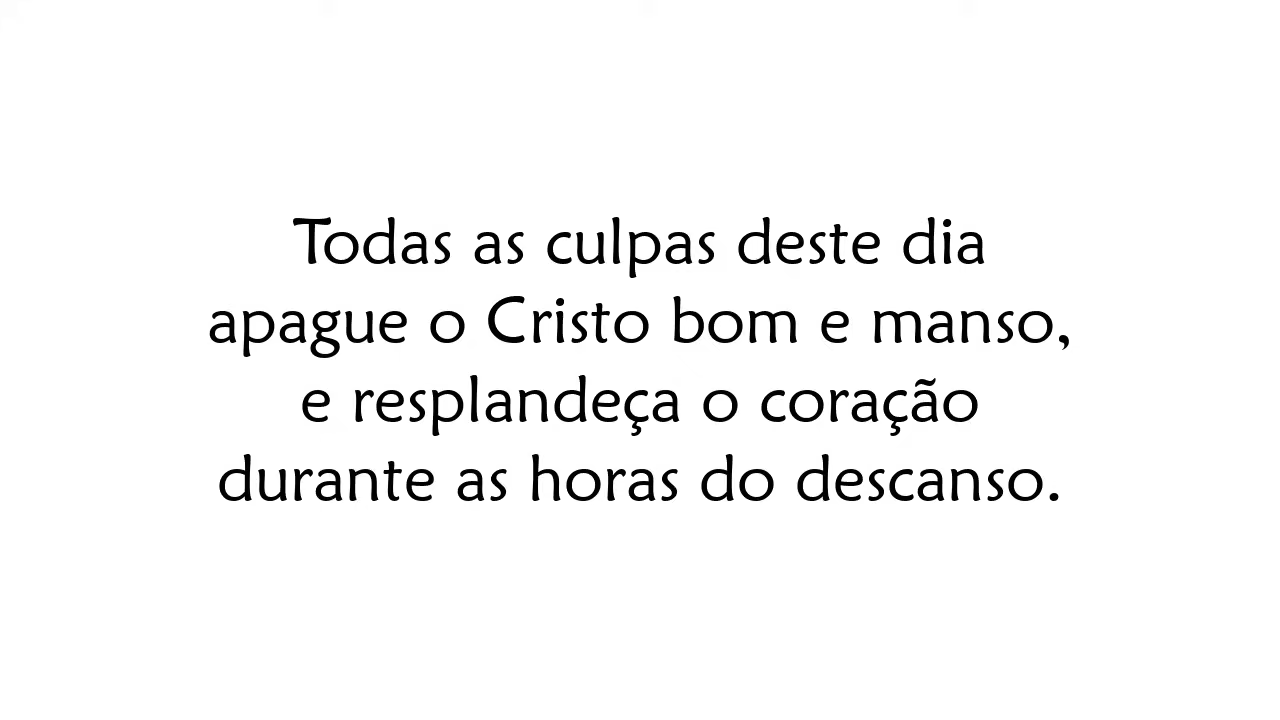 Todas as culpas deste dia
apague o Cristo bom e manso,
e resplandeça o coração
durante as horas do descanso.